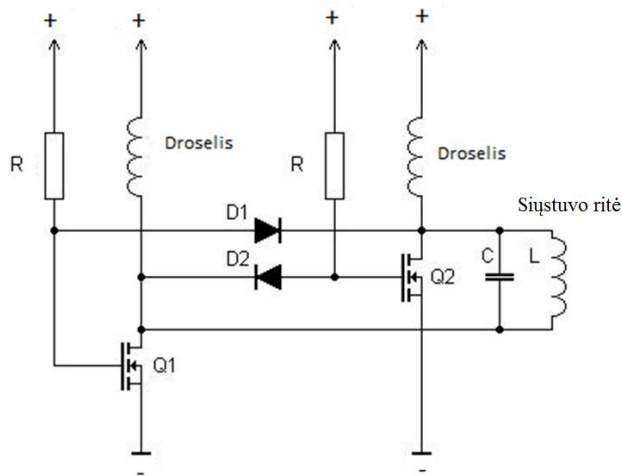 + + + +
Droselis
Droselis
R
R
Siųstuvo ritė
D1
D2
C L
Q2
Q1
- -